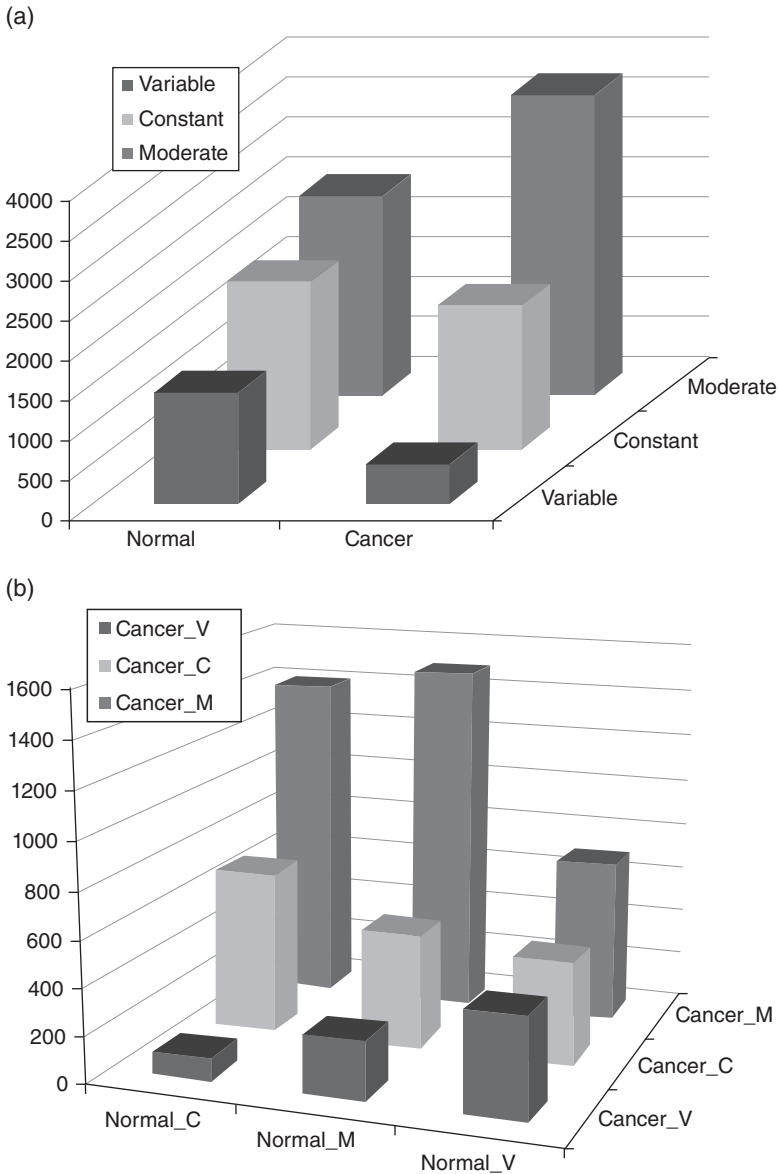 (a)
Variable
Constant
Moderate
4000
3500
3000
2500
2000
1500
1000
500
0
Normal
Cancer
Variable
Constant
Moderate
(b)
Cancer_V
Cancer_C
Cancer_M
1600
1400
1200
1000
800
600
400
200
0
Normal_C
Normal_M
Normal_V
Cancer_V
Cancer_C
Cancer_M